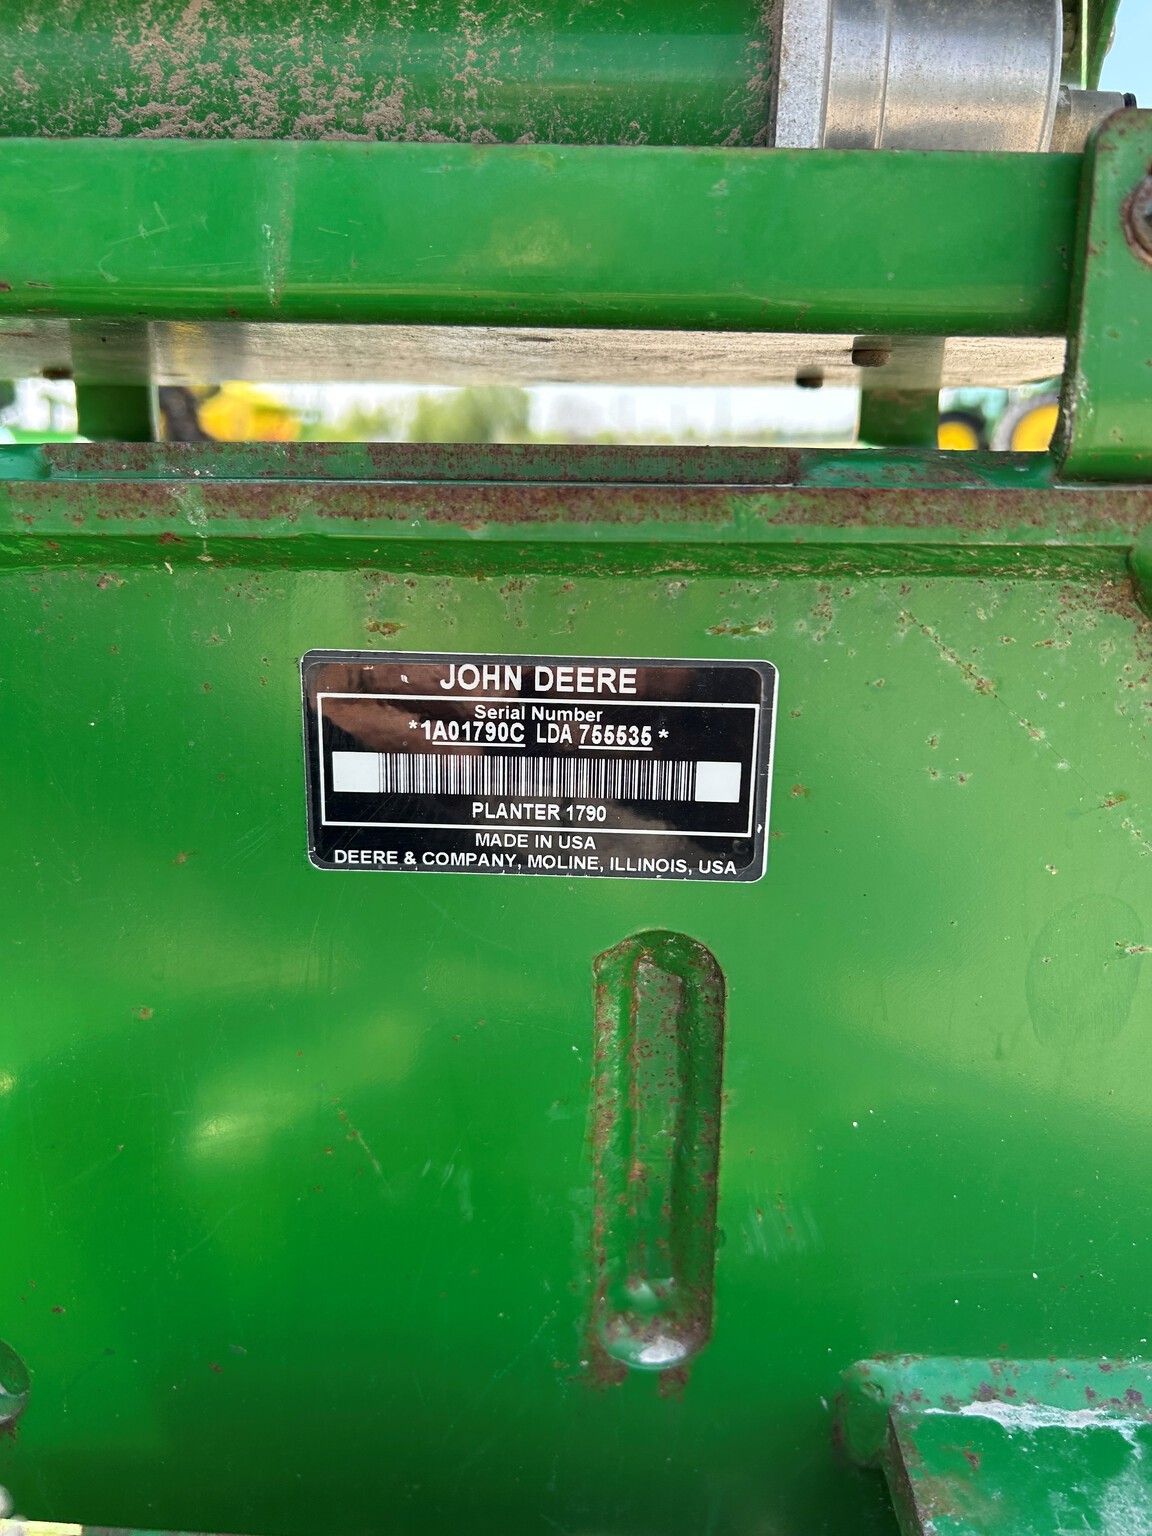 JOHN DEERE
Serial Number
*1A01790C LDA 755535 *
PLANTER 1790
MADE IN USA
DEERE & COMPANY, MOLINE, ILLINOIS, USA